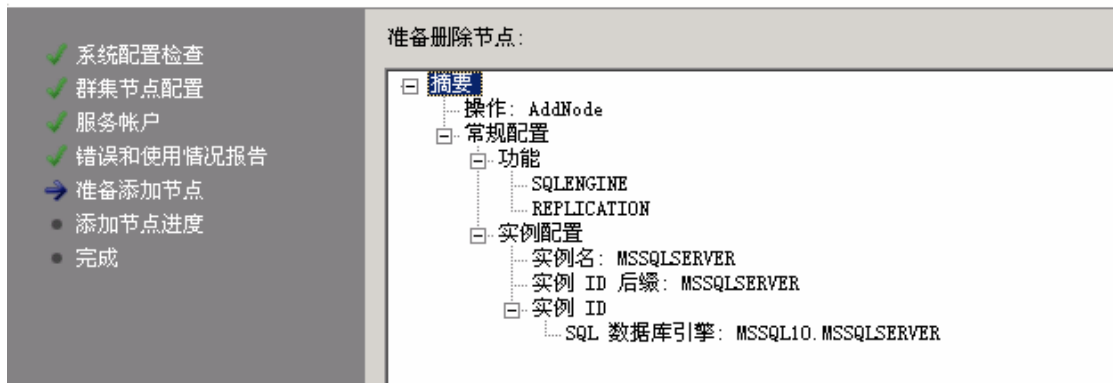 系统配置检查
群集节点配置
服务帐户
错误和使用情况报告
准备添加节点
添加节点进度
完成
准备删除节点:
摘要
操作: AddNode
常规配置
功能
SQLENGINE
REPLICATION
实例配置
实例名: MSSQLSERVER
实例 ID 后缀: MSSQLSERVER
实例 ID
SQL 数据库引擎: MSSQL10.MSSQLSERVER